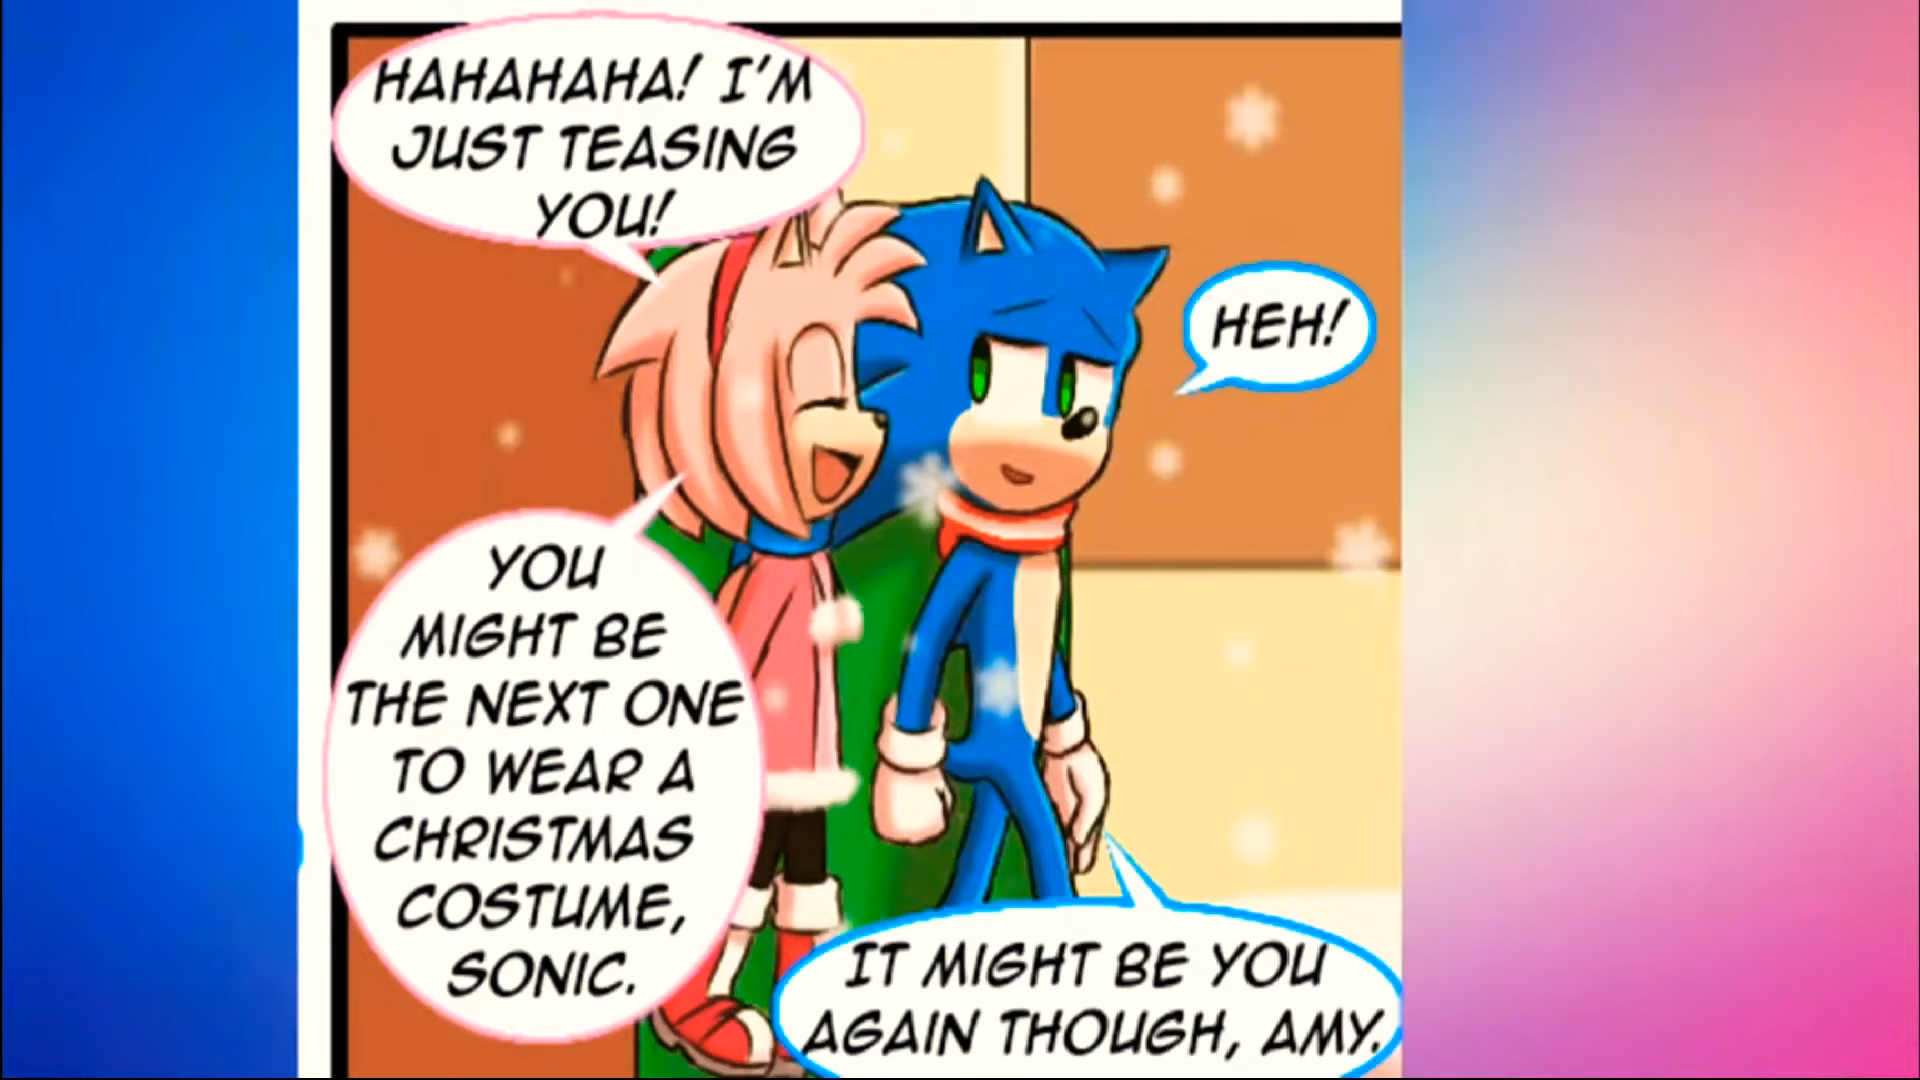 HAHAHAHA! I'M
JUST TEASING
YOU!
HEH!
YOU
MIGHT BE
THE NEXT ONE
TO WEAR A
CHRISTMAS
COSTUME,
SONIC.
IT MIGHT BE YOU
AGAIN THOUGH, AMY.